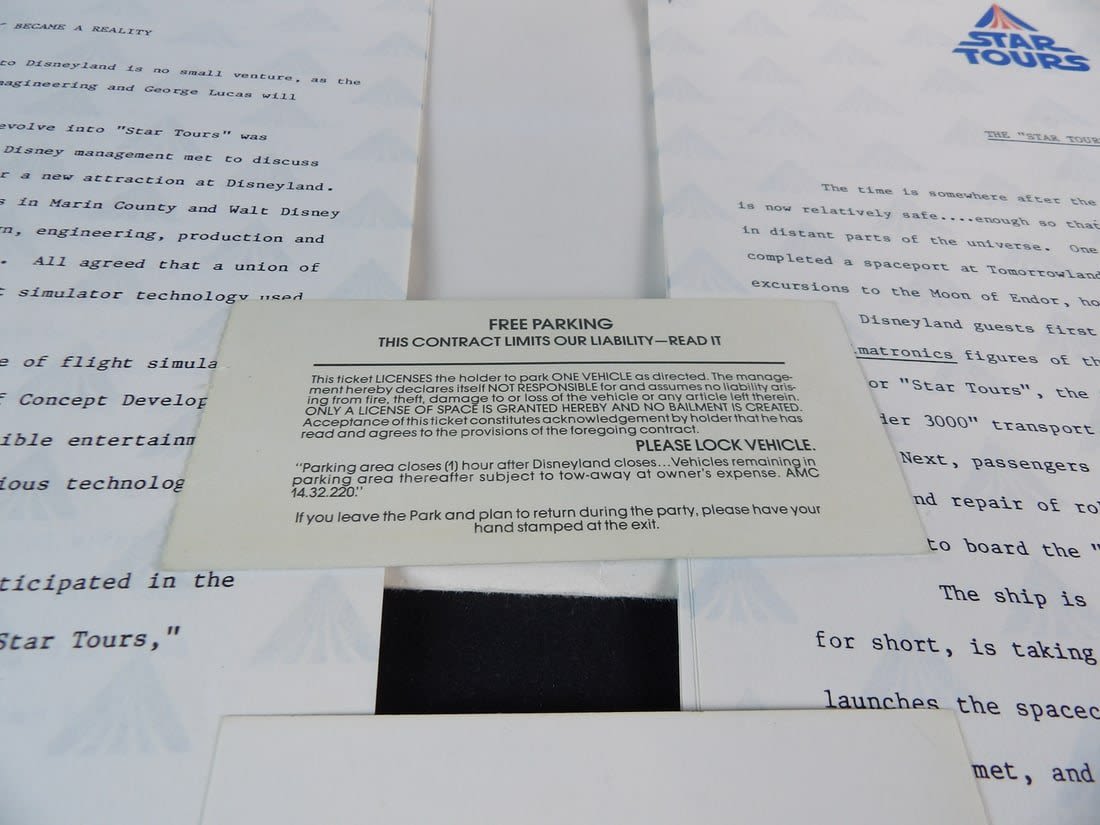 BECAME A REALITY
to Disneyland is no small venture, as the
and George Lucas will
evolve into "Star Tours" was
Disney management met to discuss
a new attraction at Disneyland.
in Marin County and Walt Disney
engineering, production and
All agreed that a union of
simulator technology used
of flight
Concept
technolog
in the
Star Tours,"
FREE PARKING
THIS CONTRACT LIMITS OUR LIABILITY—READ IT
This ticket LICENSES the holder to park ONE VEHICLE as directed. The manage-
ment hereby declares itself NOT RESPONSIBLE for and assumes no liability aris-
ing from fire, theft, damage to or loss of the vehicle or any article left therein.
ONLY A LICENSE OF SPACE IS GRANTED HEREBY AND NO BAILMENT IS CREATED.
Acceptance of this ticket constitutes acknowledgement by holder that he has
read and agrees to the provisions of the foregoing contract.
PLEASE LOCK VEHICLE.
"Parking area closes (1) hour after Disneyland closes...Vehicles remaining in
parking area thereafter subject to tow-away at owner's expense. AMC
14.32.220."
If you leave the Park and plan to return during the party, please have your
hand stamped at the exit.
STAR
TOURS
THE "STAR TOUR
The time is somewhere after the
is now relatively safe....enough so that
in distant parts of the universe. One
completed a spaceport at Tomorrowland
excursions to the Moon of Endor, ho
Disneyland guests first
matronics figures of th
or "Star Tours", the
der 3000" transport
Next, passengers
nd repair of ro
to board the "
The ship is
for short, is taking
launches the spacec
met, and